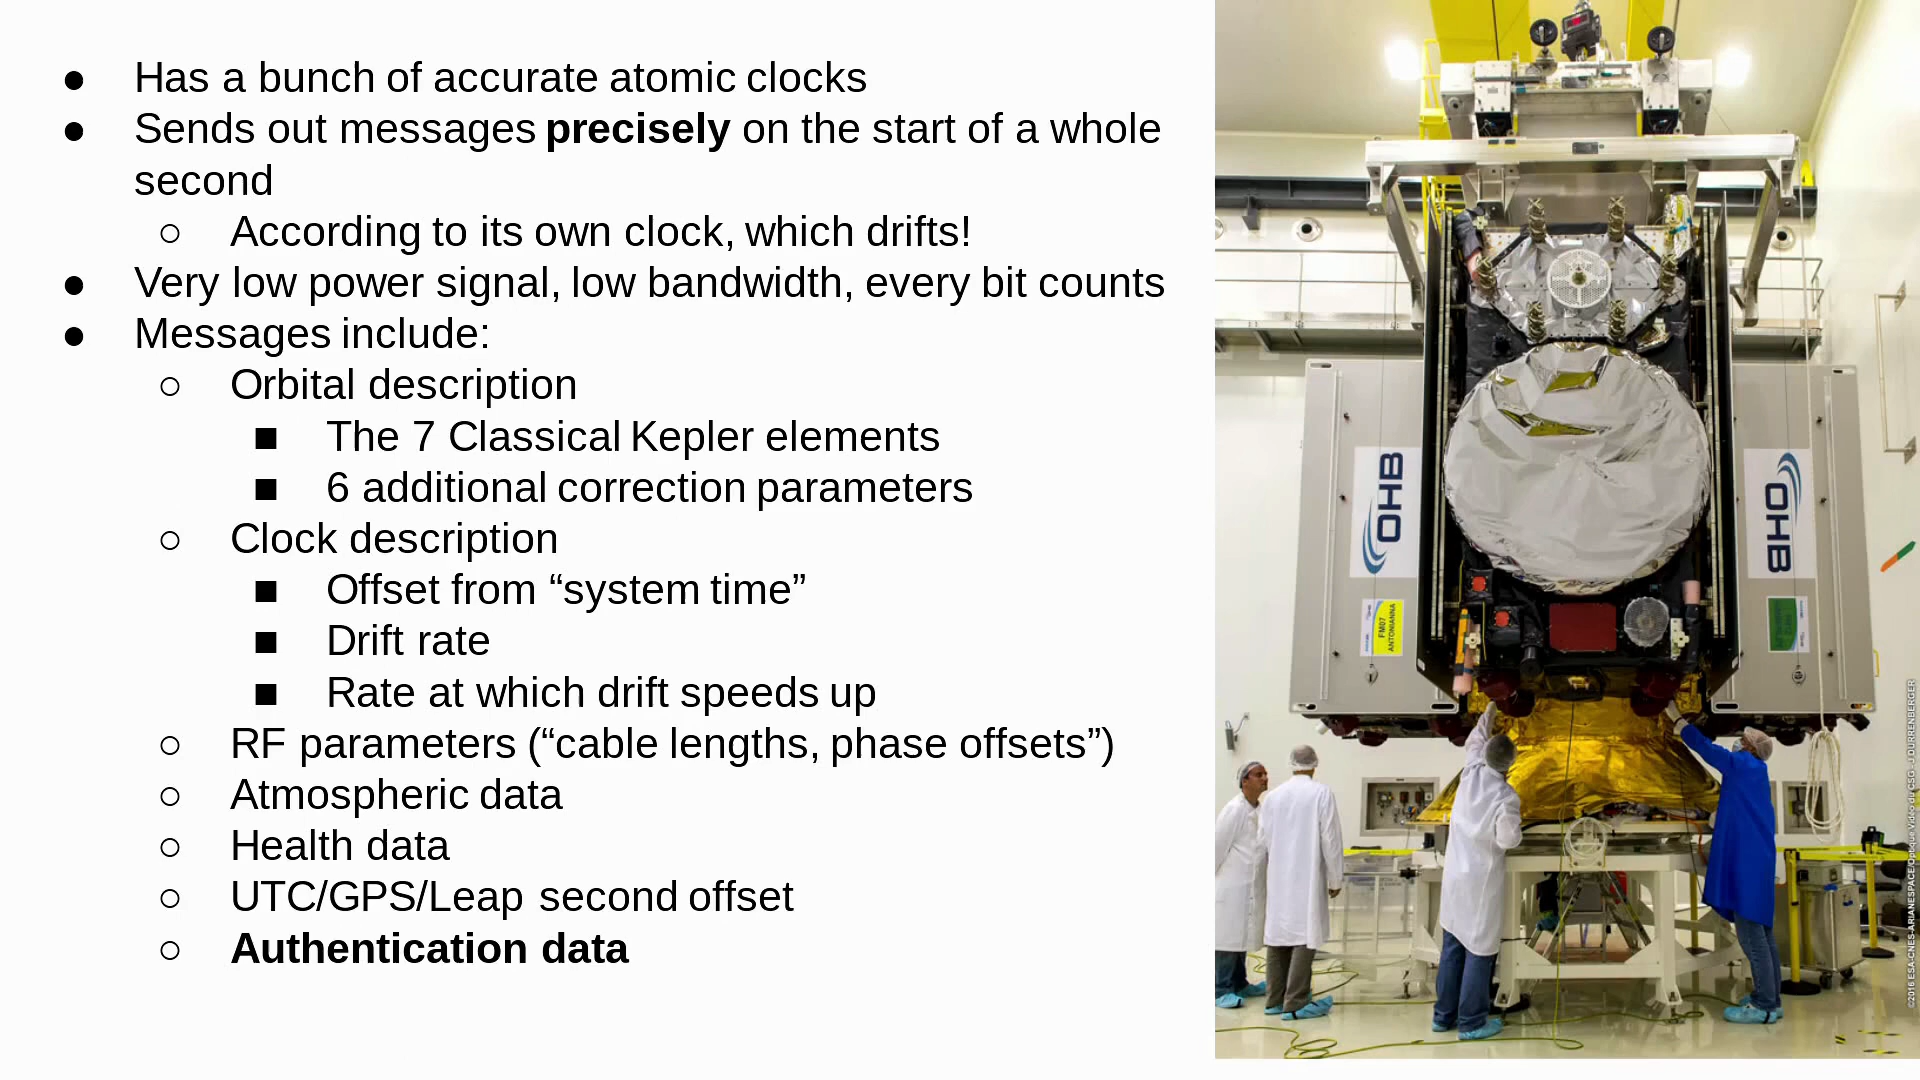 ● Has a bunch of accurate atomic clocks
● Sends out messages precisely on the start of a whole
second
○ According to its own clock, which drifts!
● Very low power signal, low bandwidth, every bit counts
● Messages include:
○ Orbital description
■ The 7 Classical Kepler elements
■ 6 additional correction parameters
○ Clock description
■ Offset from “system time”
■ Drift rate
■ Rate at which drift speeds up
○ RF parameters (“cable lengths, phase offsets”)
○ Atmospheric data
○ Health data
○ UTC/GPS/Leap second offset
○ Authentication data
OHB
OHB
FM07
ANTONIANNA
©2016 ESA-CNES-ARIANESPACE/Optique Vidéo du CSG - J DURRENBERGER